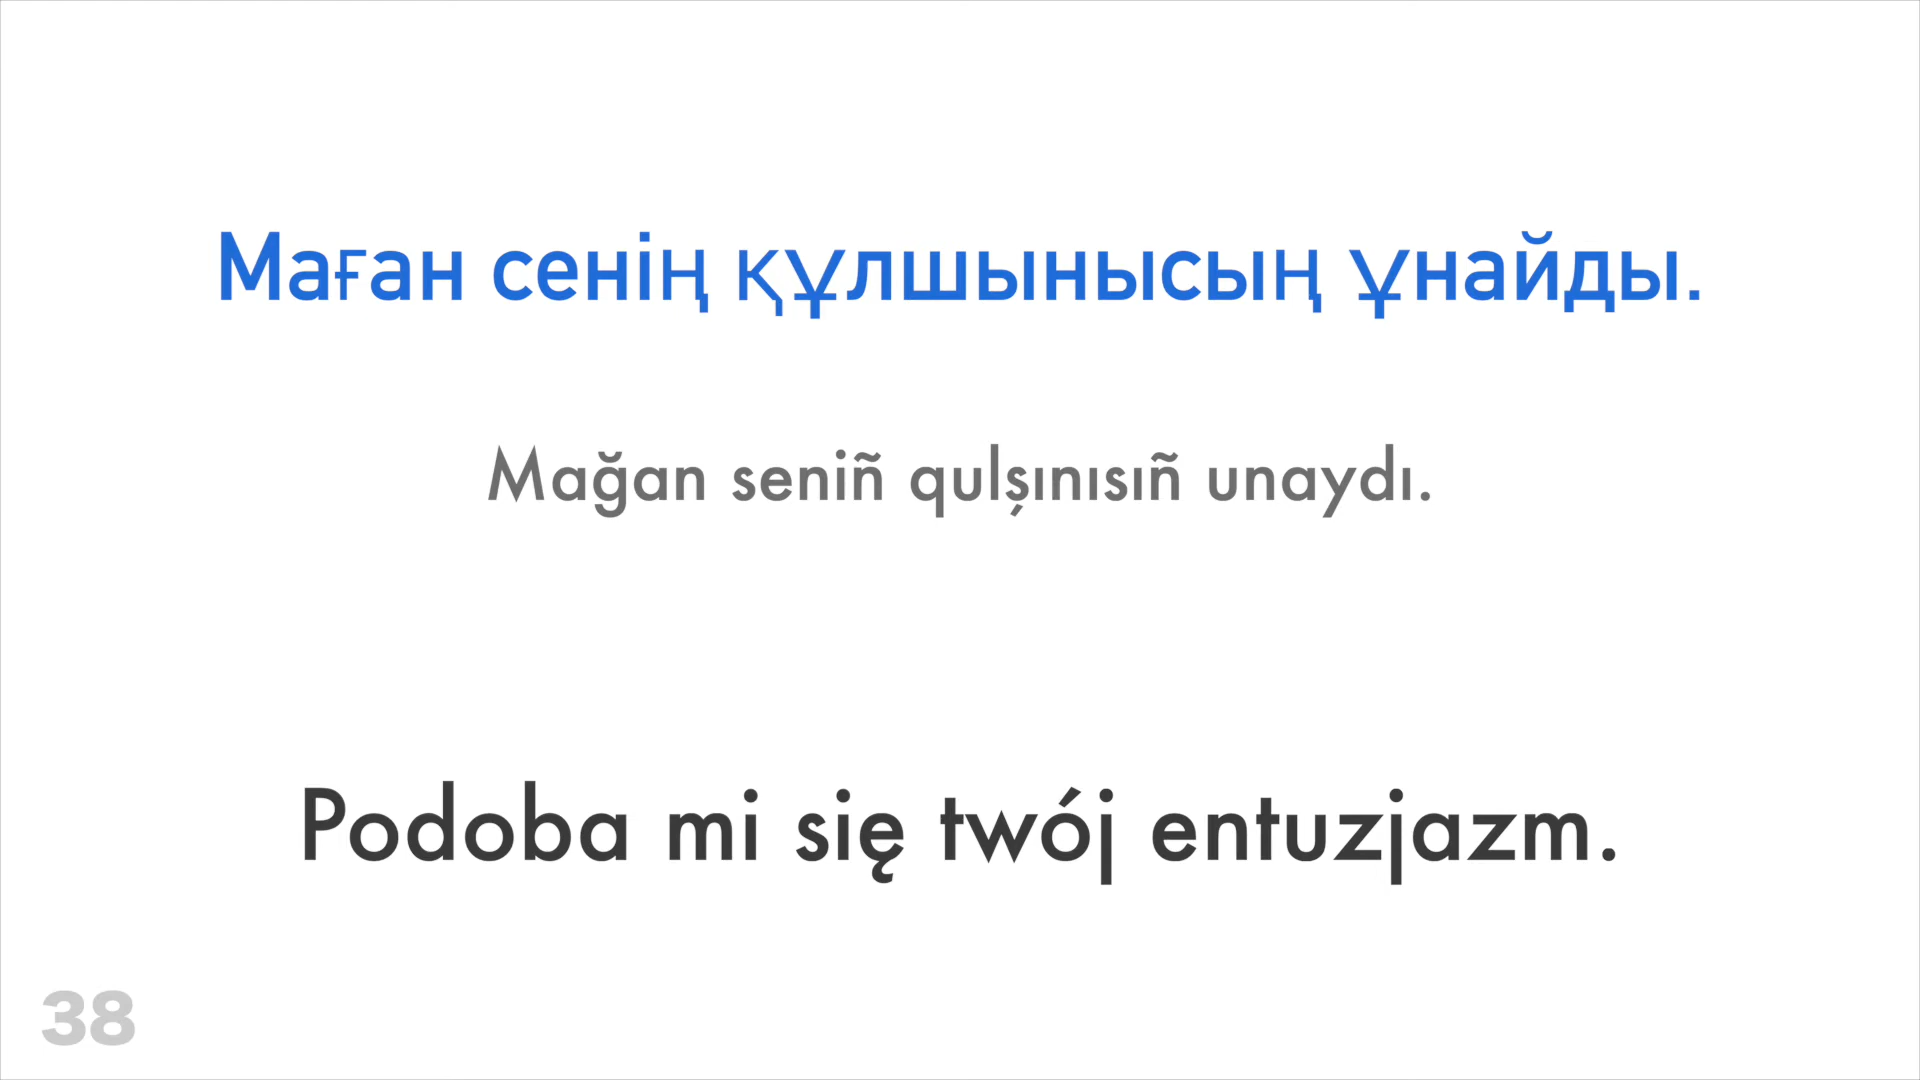 Маған сенің құлшынысың ұнайды.
Mağan seniñ qulşınısıñ unaydı.
Podoba mi się twój entuzjazm.
38